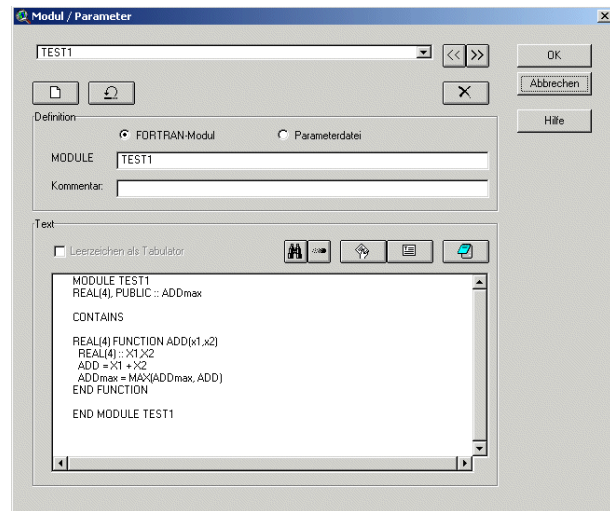 Modul / Parameter
TEST1
<< >>
OK
Abbrechen
Hilfe
Definition
FORTRAN-Modul Parameterdatei
MODULE TEST1
Kommentar:
Text
Leerzeichen als Tabulator
MODULE TEST1
REAL(4), PUBLIC :: ADDmax
CONTAINS
REAL(4) FUNCTION ADD(x1,x2)
REAL(4) :: X1,X2
ADD = X1 + X2
ADDmax = MAX(ADDmax, ADD)
END FUNCTION
END MODULE TEST1